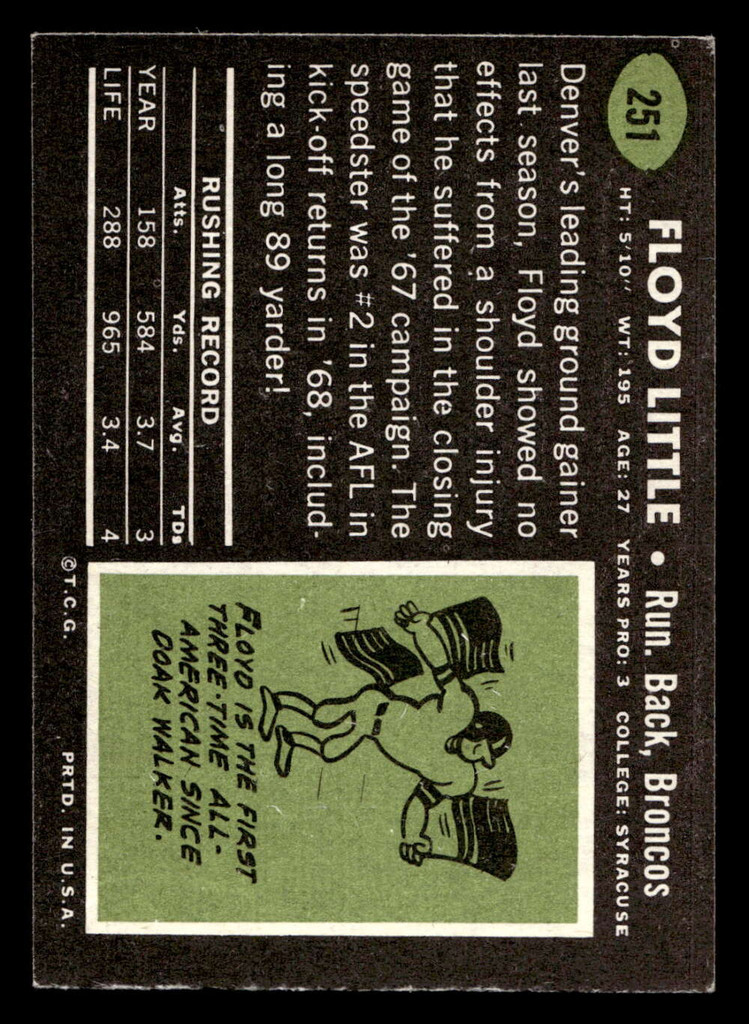 251
FLOYD LITTLE • Run. Back, Broncos
HT: 5'10" WT: 195 AGE: 27 YEARS PRO: 3 COLLEGE: SYRACUSE
Denver's leading ground gainer
last season, Floyd showed no
effects from a shoulder injury
that he suffered in the closing
game of the '67 campaign. The
speedster was #2 in the AFL in
kick-off returns in '68, includ-
ing a long 89 yarder!
RUSHING RECORD
Atts. Yds. Avg. TDs
YEAR 158 584 3.7 3
LIFE 288 965 3.4 4
FLOYD IS THE FIRST
THREE-TIME ALL-
AMERICAN SINCE
DOAK WALKER.
©T.C.G. PRTD. IN U.S.A.